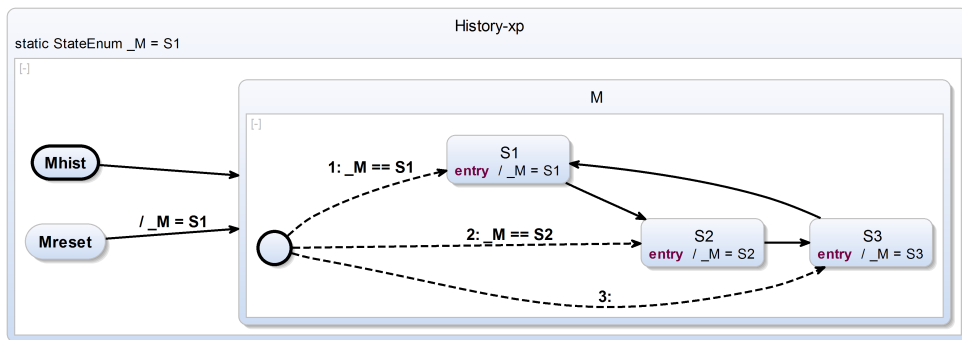 History-xp
static StateEnum _M = S1
[-]
M
[-]
Mhist
1: _M == S1
S1
entry / _M = S1
/ _M = S1
Mreset
2: _M == S2
S2
entry / _M = S2
S3
entry / _M = S3
3: